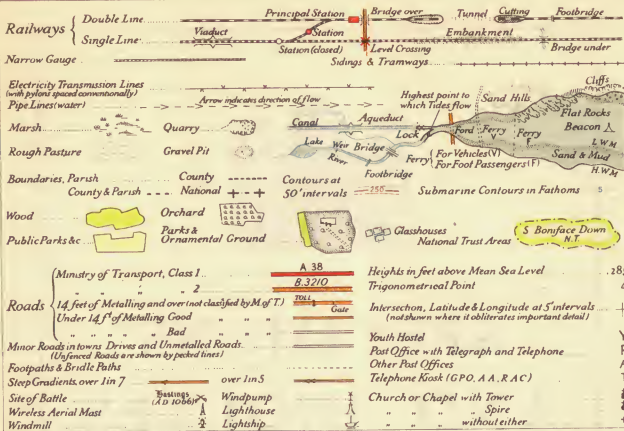 Railways
Double Line
Principal Station
Bridge over
Tunnel
Cutting
Footbridge
Single Line
Viaduct
Station
Station (closed)
Level Crossing
Embankment
Bridge under
Narrow Gauge
Sidings & Tramways
Electricity Transmission Lines
(with pylons spaced conventionally)
Pipe Lines (water)
Arrow indicates direction of flow
Highest point to
which Tides flow
Sand Hills
Cliffs
Flat Rocks
Beacon
L.W.M
Sand & Mud
H.W.M
Marsh
Quarry
Canal
Aqueduct
Lock
Ford
Ferry
V
Ferry
Lake
Weir
Bridge
River
Footbridge
Rough Pasture
Gravel Pit
Ferry
For Vehicles (V)
For Foot Passengers (F)
Boundaries, Parish
County
County & Parish
National
Contours at
50' intervals
250
Submarine Contours in Fathoms
5
Wood
Orchard
Public Parks &c
Parks &
Ornamental Ground
Glasshouses
National Trust Areas
S Boniface Down
N.T.
Roads
Ministry of Transport, Class 1
A 38
" " " 2
B.3210
14 feet of Metalling and over (not classified by M. of T.)
TOLL
Gate
Under 14 ft of Metalling Good " "
" " " " Bad " "
Minor Roads in towns Drives and Unmetalled Roads
(Unfenced Roads are shown by pecked lines)
Footpaths & Bridle Paths
Steep Gradients, over 1 in 7
over 1 in 5
Site of Battle
Hastings
(A D 1066)
Windpump
Wireless Aerial Mast
Lighthouse
Windmill
Lightship
Heights in feet above Mean Sea Level
.285
Trigonometrical Point
Intersection, Latitude & Longitude at 5' intervals
(not shown where it obliterates important detail)
Youth Hostel
Y
Post Office with Telegraph and Telephone
Other Post Offices
Telephone Kiosk (G.P.O, A A, R A C)
Church or Chapel with Tower
" " " Spire
" " without either